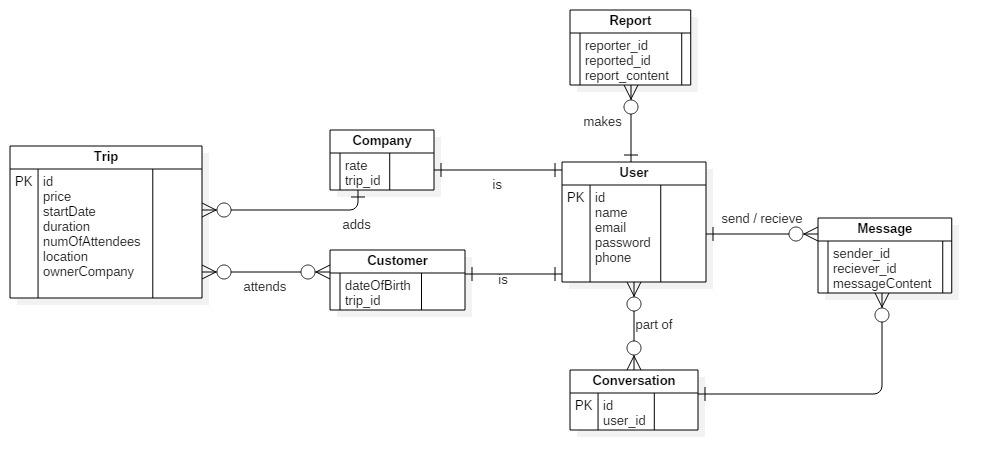 Report
reporter_id
reported_id
report_content
makes
Company
rate
trip_id
is
adds
Trip
PK id
price
startDate
duration
numOfAttendees
location
ownerCompany
attends
Customer
dateOfBirth
trip_id
is
User
PK id
name
email
password
phone
send / recieve
Message
sender_id
reciever_id
messageContent
part of
Conversation
PK id
user_id